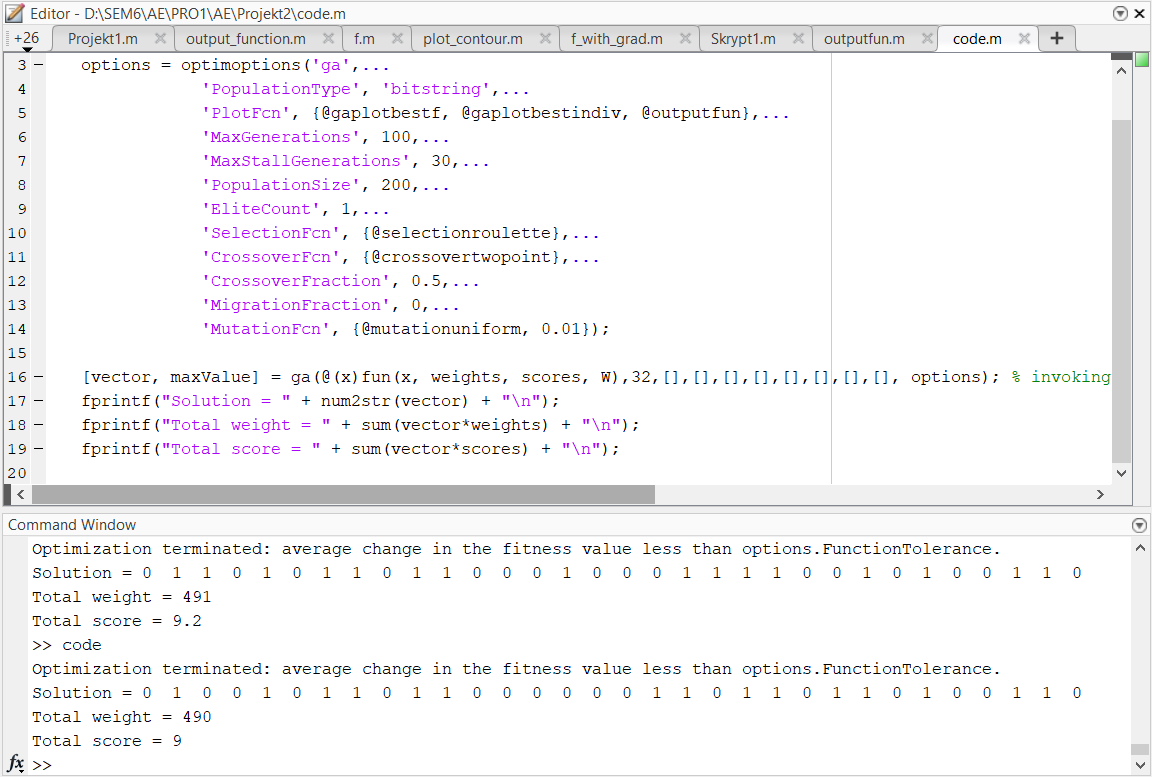 Editor - D:\SEM6\AE\PRO1\AE\Projekt2\code.m
+26 Projekt1.m output_function.m f.m plot_contour.m f_with_grad.m Skrypt1.m outputfun.m code.m
3 options = optimoptions('ga',...
4 'PopulationType', 'bitstring',...
5 'PlotFcn', {@gaplotbestf, @gaplotbestindiv, @outputfun},...
6 'MaxGenerations', 100,...
7 'MaxStallGenerations', 30,...
8 'PopulationSize', 200,...
9 'EliteCount', 1,...
10 'SelectionFcn', {@selectionroulette},...
11 'CrossoverFcn', {@crossovertwopoint},...
12 'CrossoverFraction', 0.5,...
13 'MigrationFraction', 0,...
14 'MutationFcn', {@mutationuniform, 0.01});
15
16 [vector, maxValue] = ga(@(x)fun(x, weights, scores, W),32,[],[],[],[],[],[],[],[], options); % invoking
17 fprintf("Solution = " + num2str(vector) + "\n");
18 fprintf("Total weight = " + sum(vector*weights) + "\n");
19 fprintf("Total score = " + sum(vector*scores) + "\n");
20
Command Window
Optimization terminated: average change in the fitness value less than options.FunctionTolerance.
Solution = 0 1 1 0 1 0 1 1 0 1 1 0 0 0 1 0 0 0 1 1 1 1 0 0 1 0 1 0 0 1 1 0
Total weight = 491
Total score = 9.2
>> code
Optimization terminated: average change in the fitness value less than options.FunctionTolerance.
Solution = 0 1 0 0 1 0 1 1 0 1 1 0 0 0 0 0 0 1 1 0 1 1 0 1 1 0 1 0 0 1 1 0
Total weight = 490
Total score = 9
fx >>